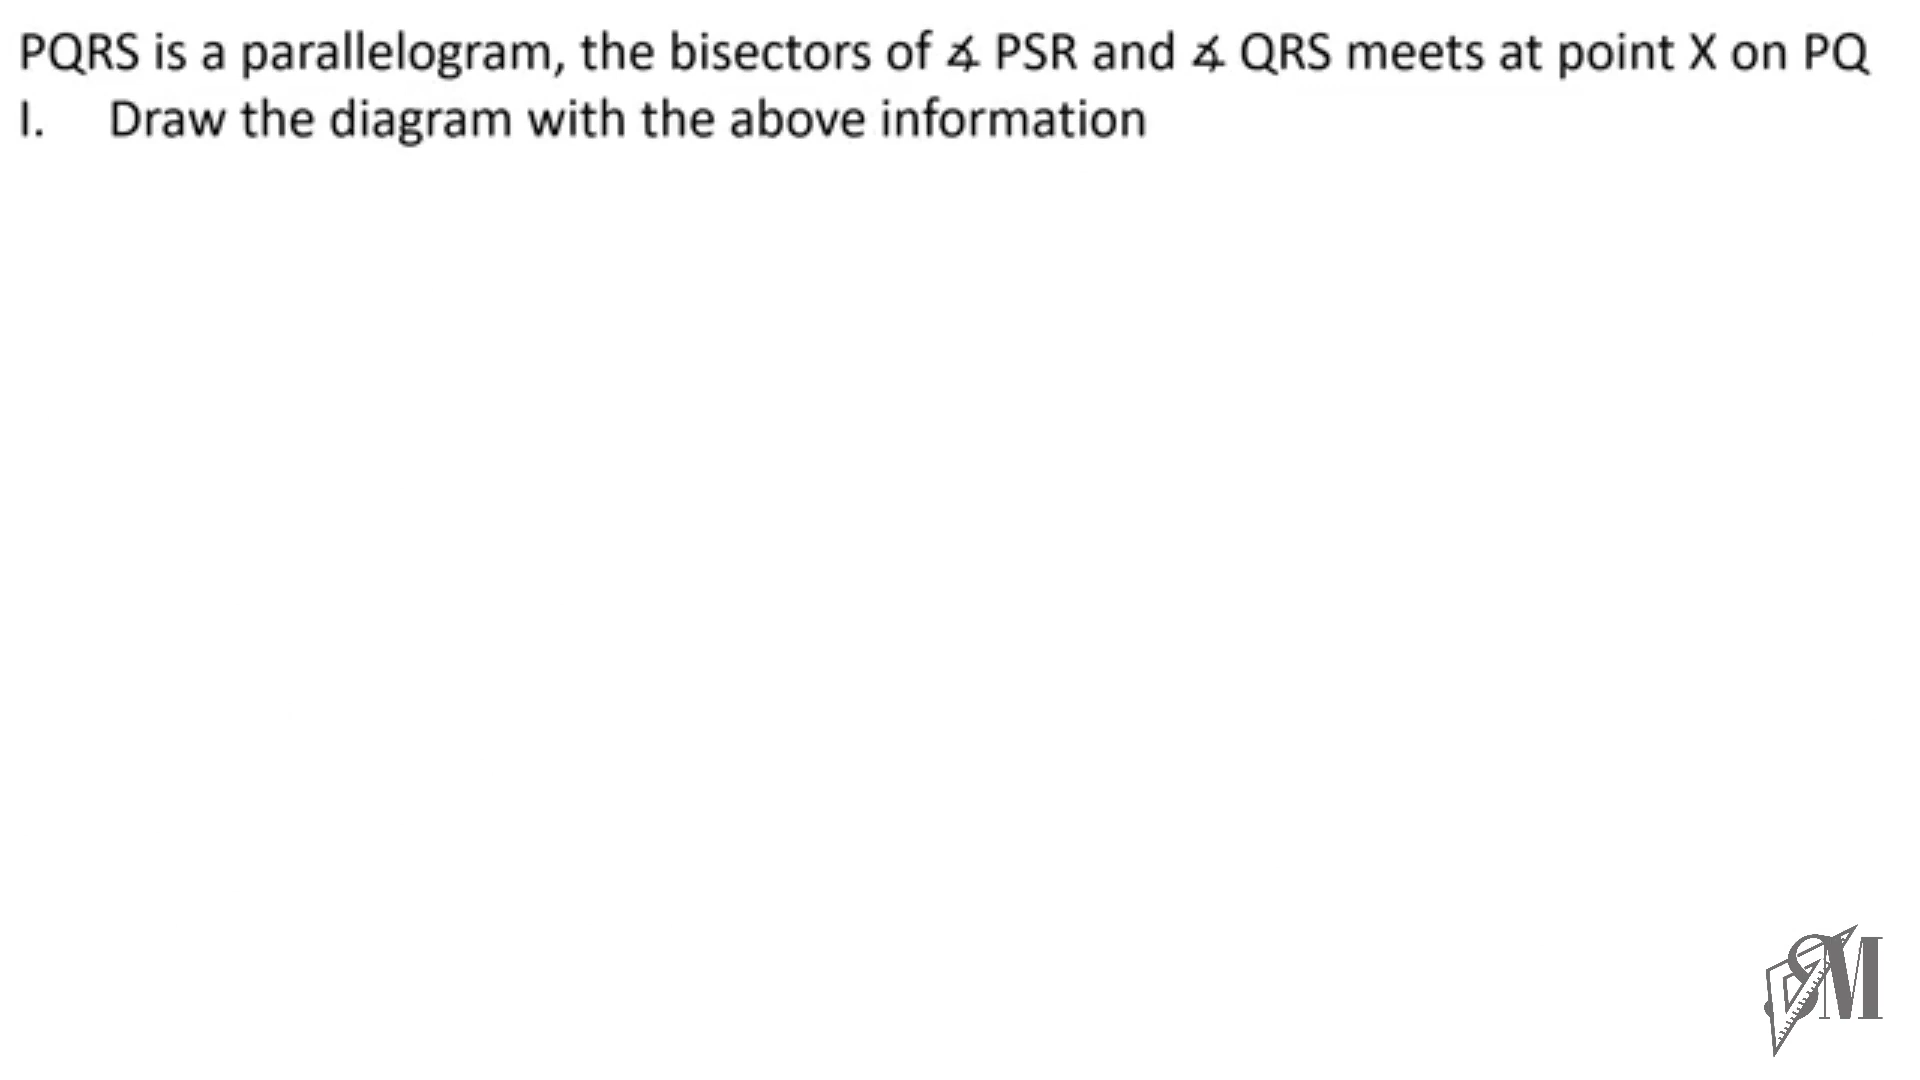 PQRS is a parallelogram, the bisectors of ∡ PSR and ∡ QRS meets at point X on PQ
I. Draw the diagram with the above information
SM